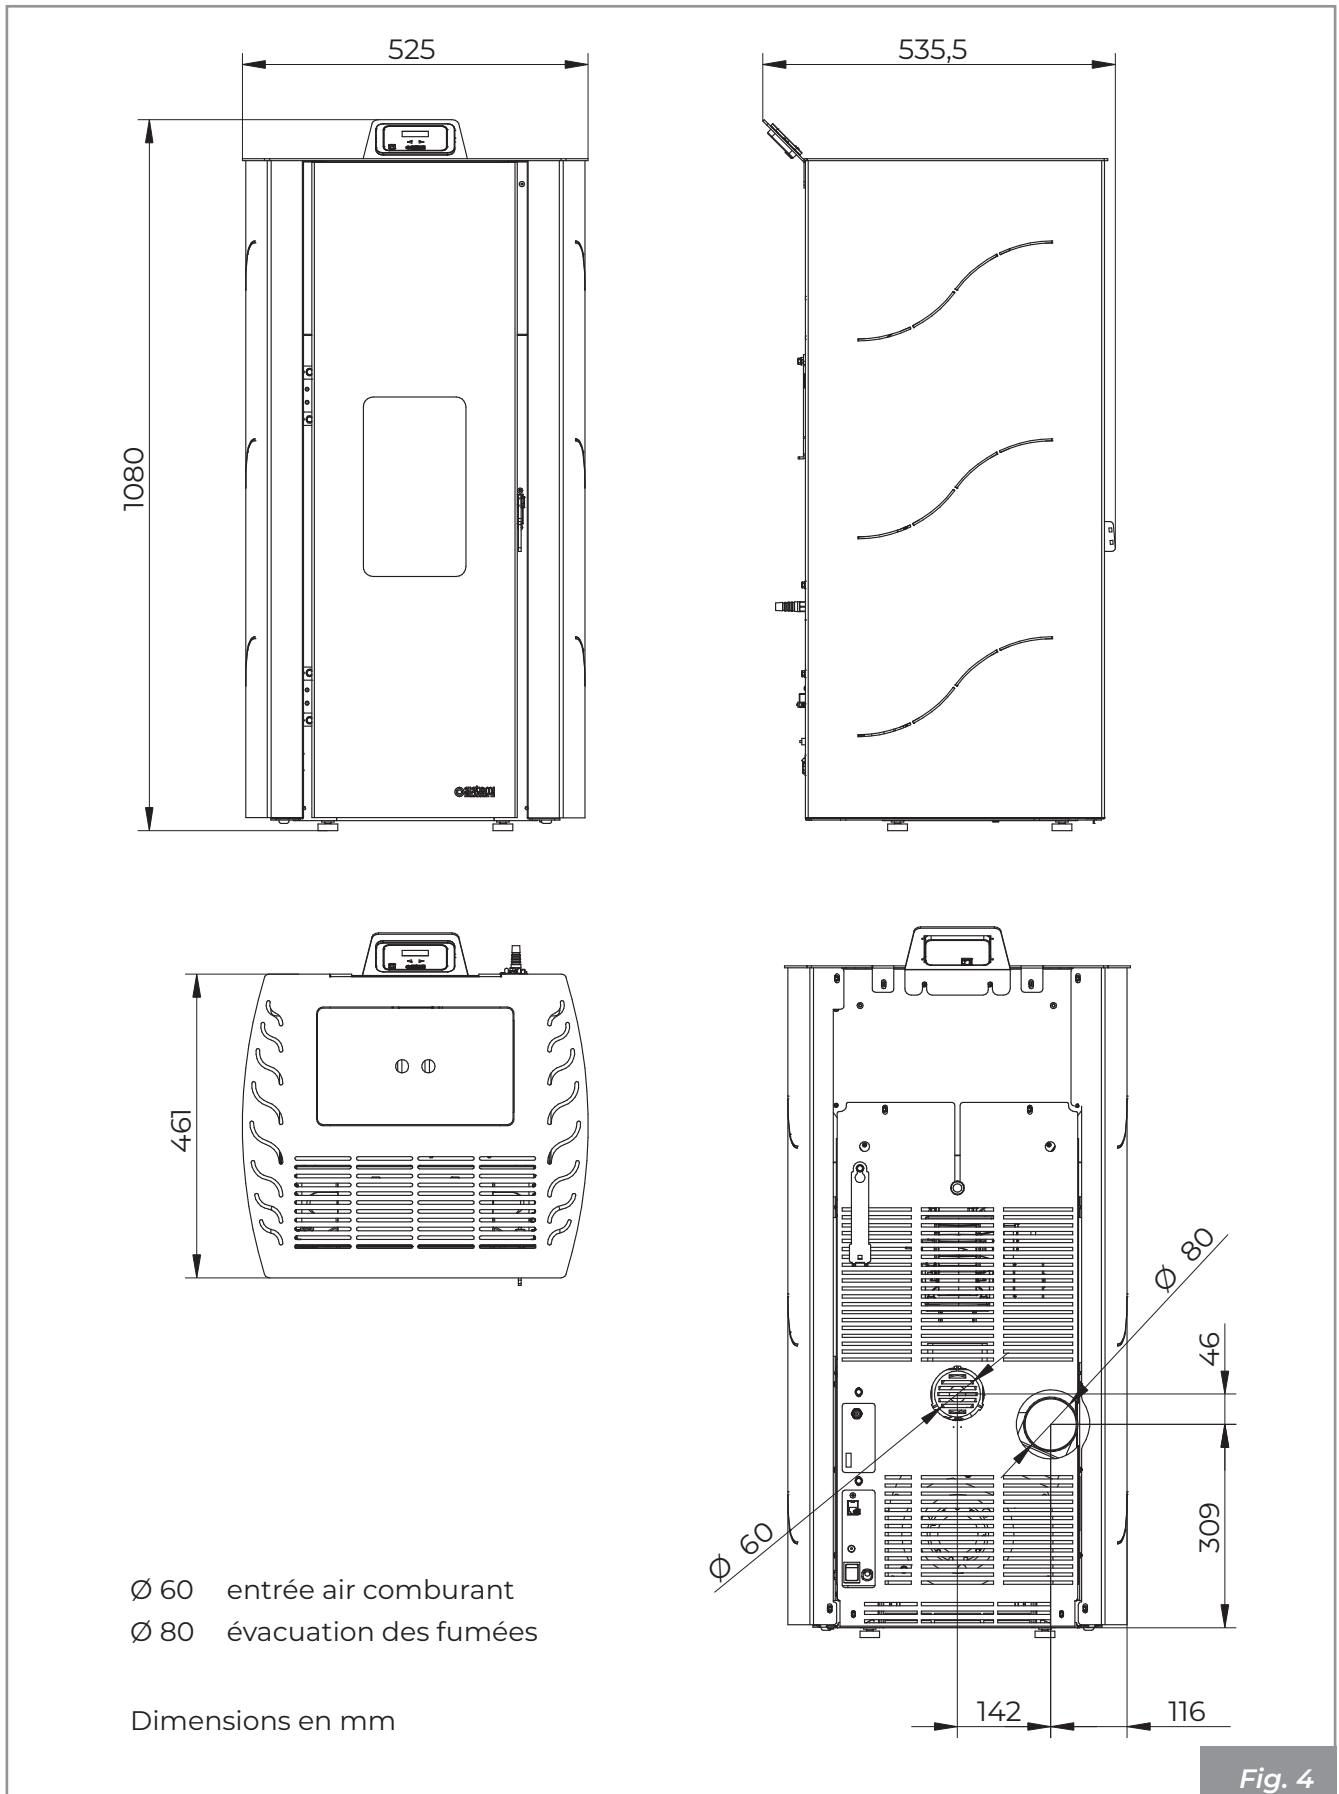 525
535,5
1080
461
Ø 80
46
309
Ø 60
142
116
Ø 60 entrée air comburant
Ø 80 évacuation des fumées
Dimensions en mm
Fig. 4